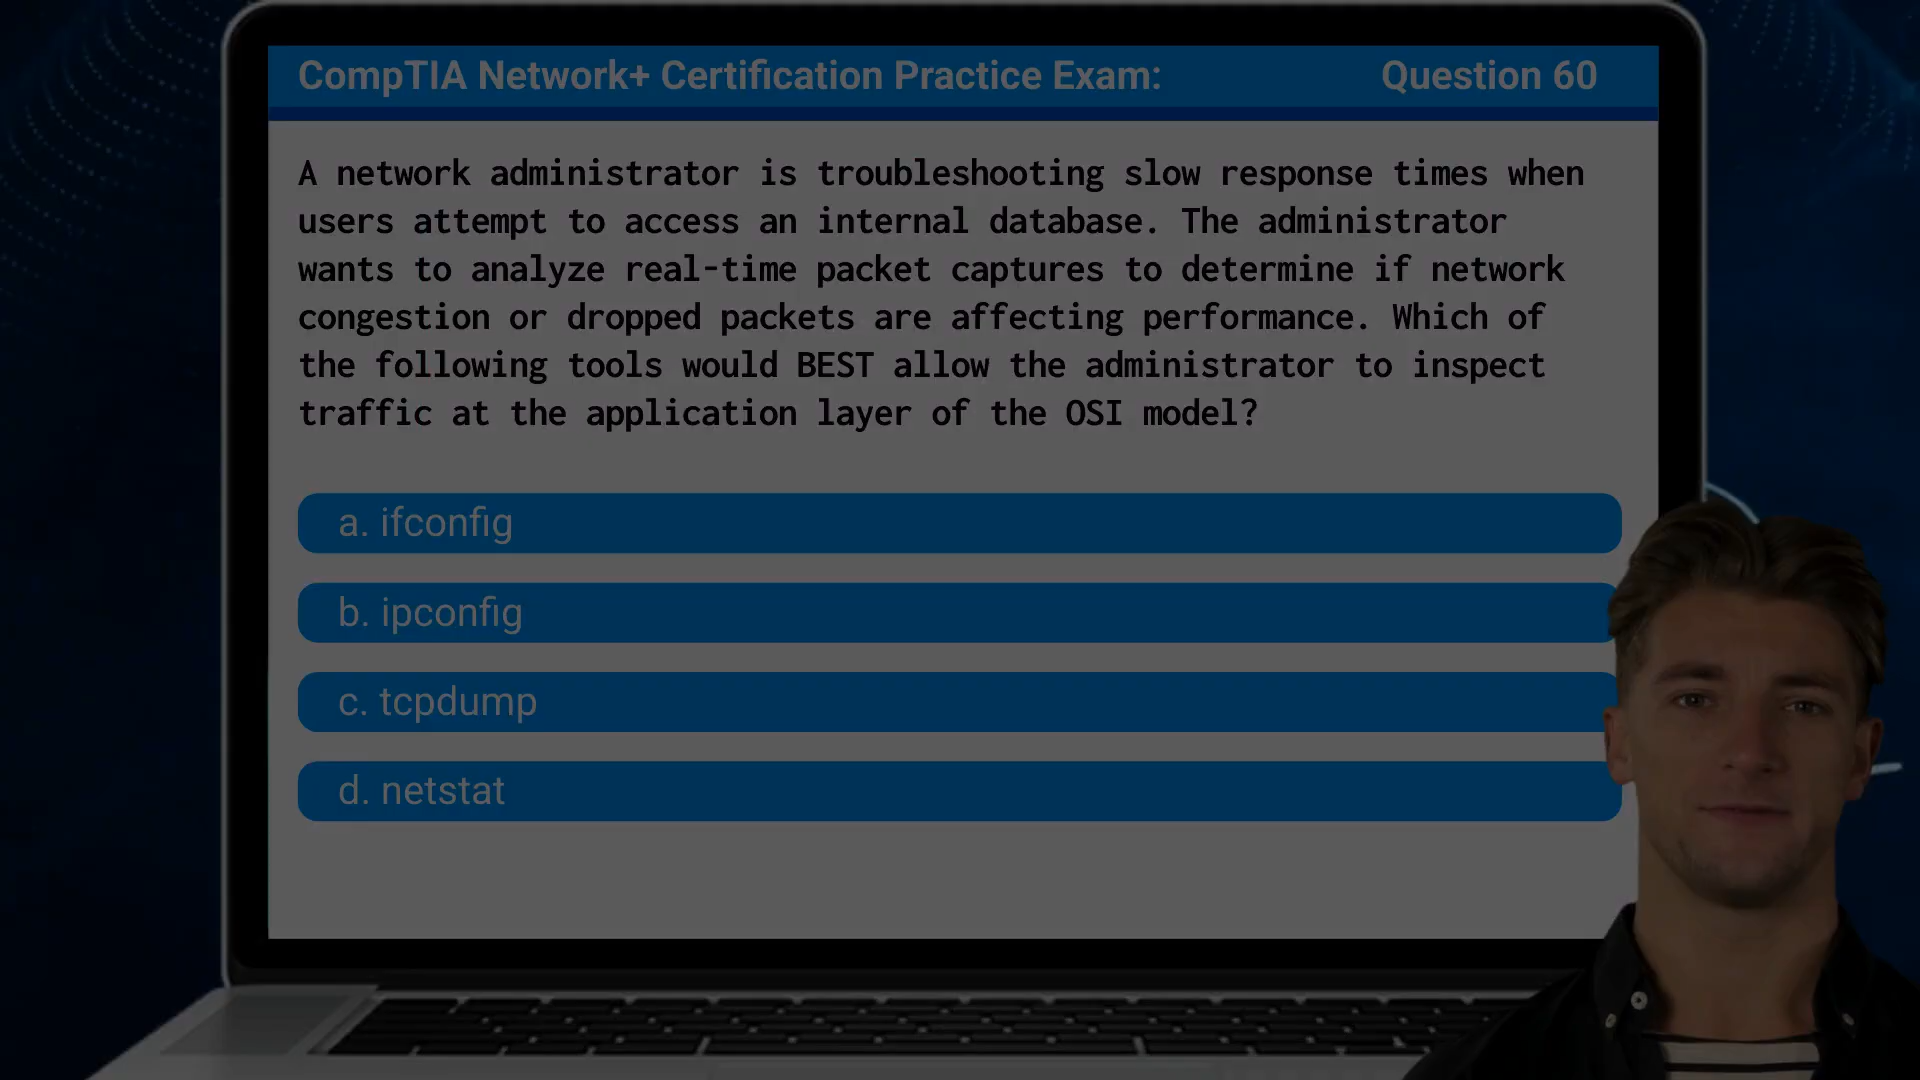 CompTIA Network+ Certification Practice Exam: Question 60
A network administrator is troubleshooting slow response times when
users attempt to access an internal database. The administrator
wants to analyze real-time packet captures to determine if network
congestion or dropped packets are affecting performance. Which of
the following tools would BEST allow the administrator to inspect
traffic at the application layer of the OSI model?
a. ifconfig
b. ipconfig
c. tcpdump
d. netstat